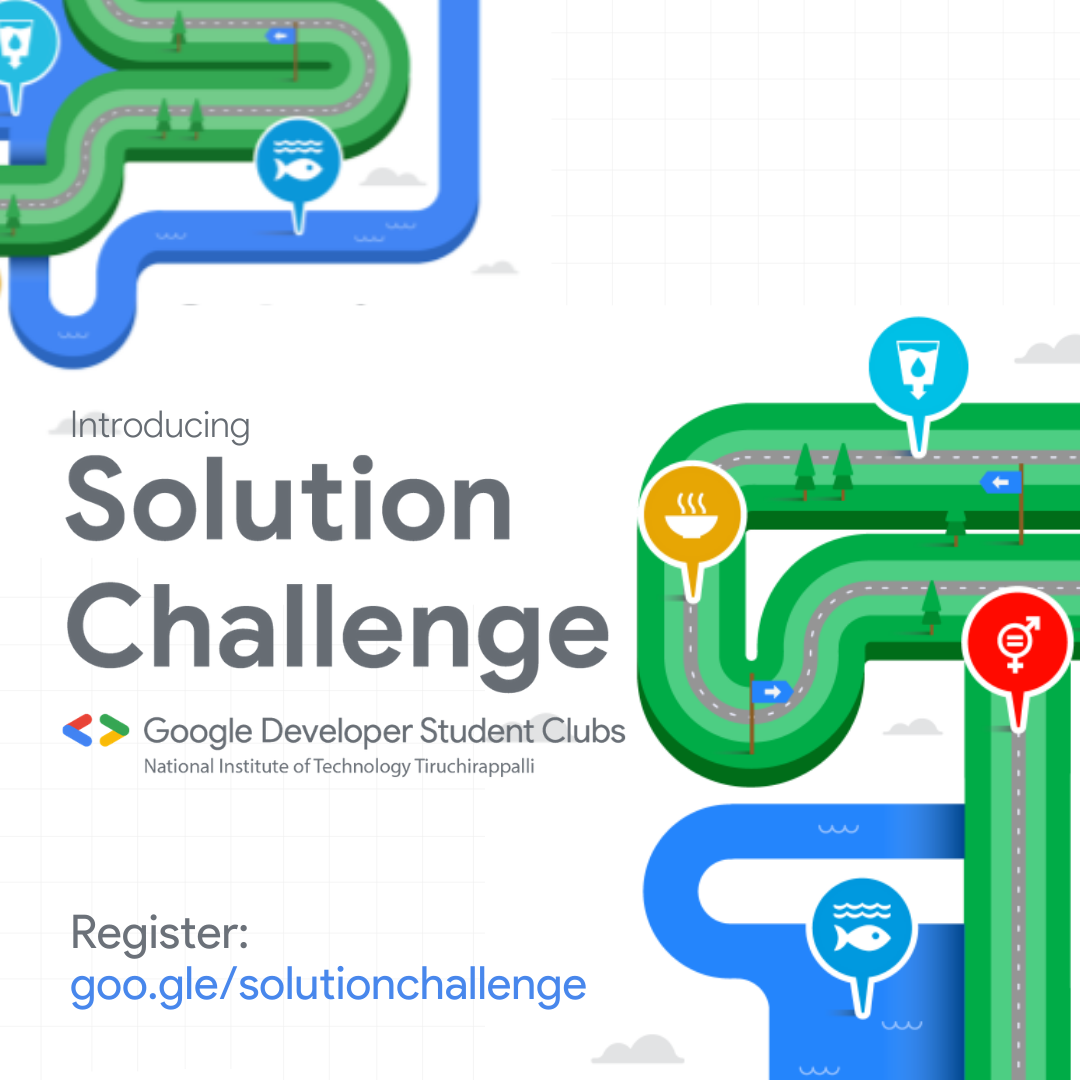 Introducing
Solution
Challenge
Google Developer Student Clubs
National Institute of Technology Tiruchirappalli
Register:
goo.gle/solutionchallenge